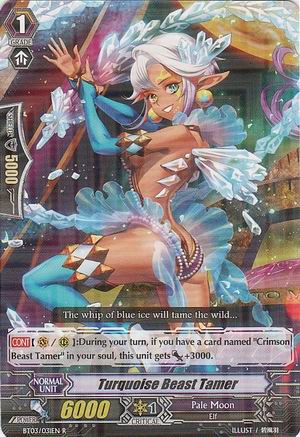 1
GRADE
SHIELD
5000
The whip of blue ice will tame the wild...
CONT [ / ]:During your turn, if you have a card named "Crimson
Beast Tamer" in your soul, this unit gets +3000.
NORMAL
UNIT
Turquoise Beast Tamer
POWER
6000
1
CRITICAL
Pale Moon
Elf
BT03/031EN R
ILLUST /